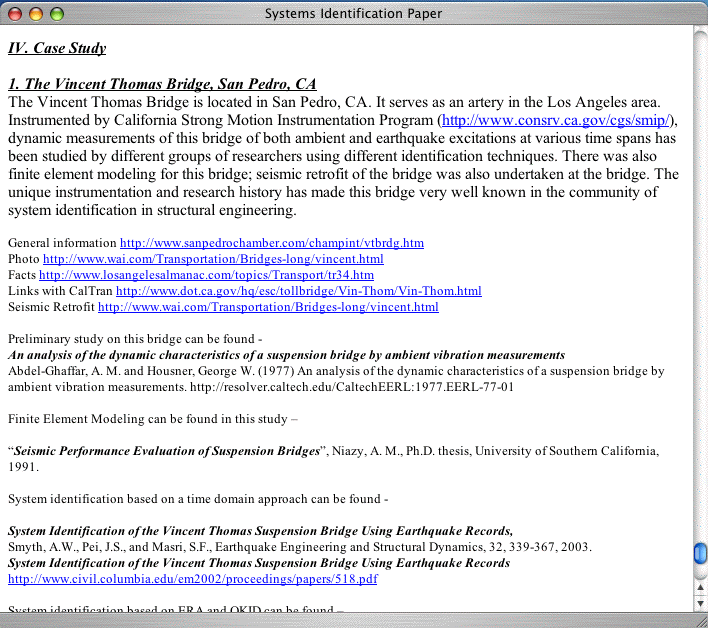 Systems Identification Paper
IV. Case Study
1. The Vincent Thomas Bridge, San Pedro, CA
The Vincent Thomas Bridge is located in San Pedro, CA. It serves as an artery in the Los Angeles area.
Instrumented by California Strong Motion Instrumentation Program (http://www.consrv.ca.gov/cgs/smip/),
dynamic measurements of this bridge of both ambient and earthquake excitations at various time spans has
been studied by different groups of researchers using different identification techniques. There was also
finite element modeling for this bridge; seismic retrofit of the bridge was also undertaken at the bridge. The
unique instrumentation and research history has made this bridge very well known in the community of
system identification in structural engineering.
General information http://www.sanpedrochamber.com/champint/vtbrdg.htm
Photo http://www.wai.com/Transportation/Bridges-long/vincent.html
Facts http://www.losangelesalmanac.com/topics/Transport/tr34.htm
Links with CalTran http://www.dot.ca.gov/hq/esc/tollbridge/Vin-Thom/Vin-Thom.html
Seismic Retrofit http://www.wai.com/Transportation/Bridges-long/vincent.html
Preliminary study on this bridge can be found -
An analysis of the dynamic characteristics of a suspension bridge by ambient vibration measurements
Abdel-Ghaffar, A. M. and Housner, George W. (1977) An analysis of the dynamic characteristics of a suspension bridge by
ambient vibration measurements. http://resolver.caltech.edu/CaltechEERL:1977.EERL-77-01
Finite Element Modeling can be found in this study –
“Seismic Performance Evaluation of Suspension Bridges”, Niazy, A. M., Ph.D. thesis, University of Southern California,
1991.
System identification based on a time domain approach can be found -
System Identification of the Vincent Thomas Suspension Bridge Using Earthquake Records,
Smyth, A.W., Pei, J.S., and Masri, S.F., Earthquake Engineering and Structural Dynamics, 32, 339-367, 2003.
System Identification of the Vincent Thomas Suspension Bridge Using Earthquake Records
http://www.civil.columbia.edu/em2002/proceedings/papers/518.pdf
System identification based on ERA and OKID can be found –